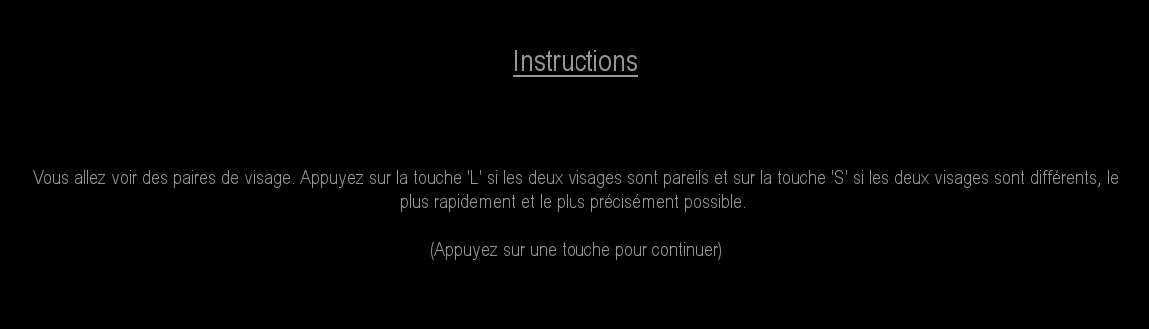 Instructions
Vous allez voir des paires de visage. Appuyez sur la touche 'L' si les deux visages sont pareils et sur la touche 'S' si les deux visages sont différents, le
plus rapidement et le plus précisément possible.
(Appuyez sur une touche pour continuer)